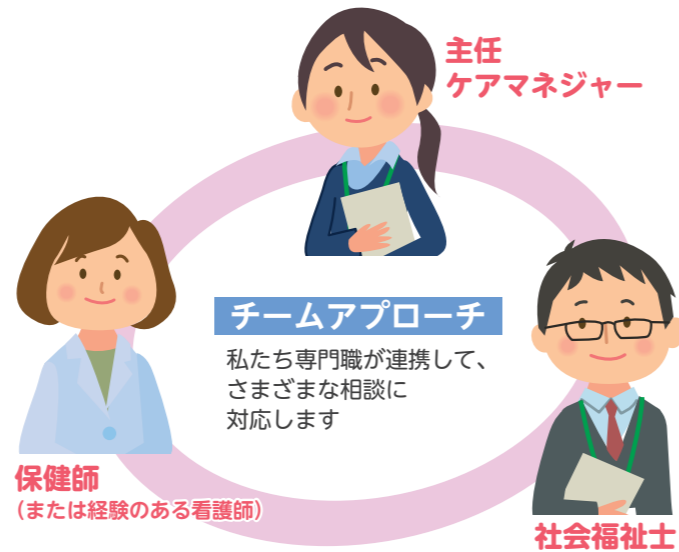 主任
ケアマネジャー
チームアプローチ
私たち専門職が連携して、
さまざまな相談に
対応します
保健師
（または経験のある看護師）
社会福祉士